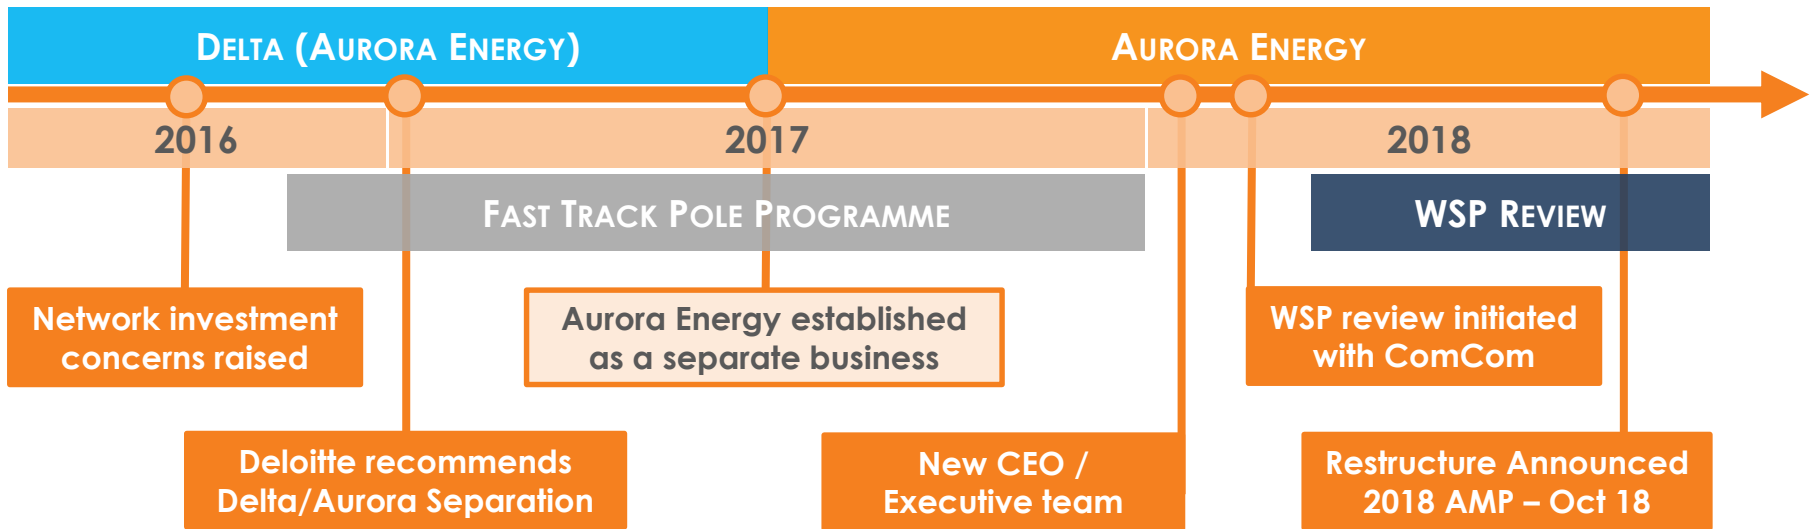 DELTA (AURORA ENERGY)
AURORA ENERGY
2016
2017
2018
FAST TRACK POLE PROGRAMME
WSP REVIEW
Network investment
concerns raised
Aurora Energy established
as a separate business
WSP review initiated
with ComCom
Deloitte recommends
Delta/Aurora Separation
New CEO /
Executive team
Restructure Announced
2018 AMP – Oct 18